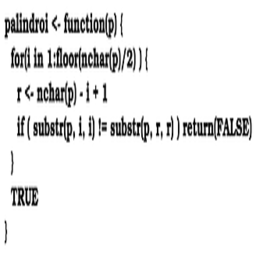 palindroi <- function(p) {
for(i in 1:floor(nchar(p)/2) ) {
r <- nchar(p) - i + 1
if ( substr(p, i, i) != substr(p, r, r) ) return(FALSE)
}
TRUE
}